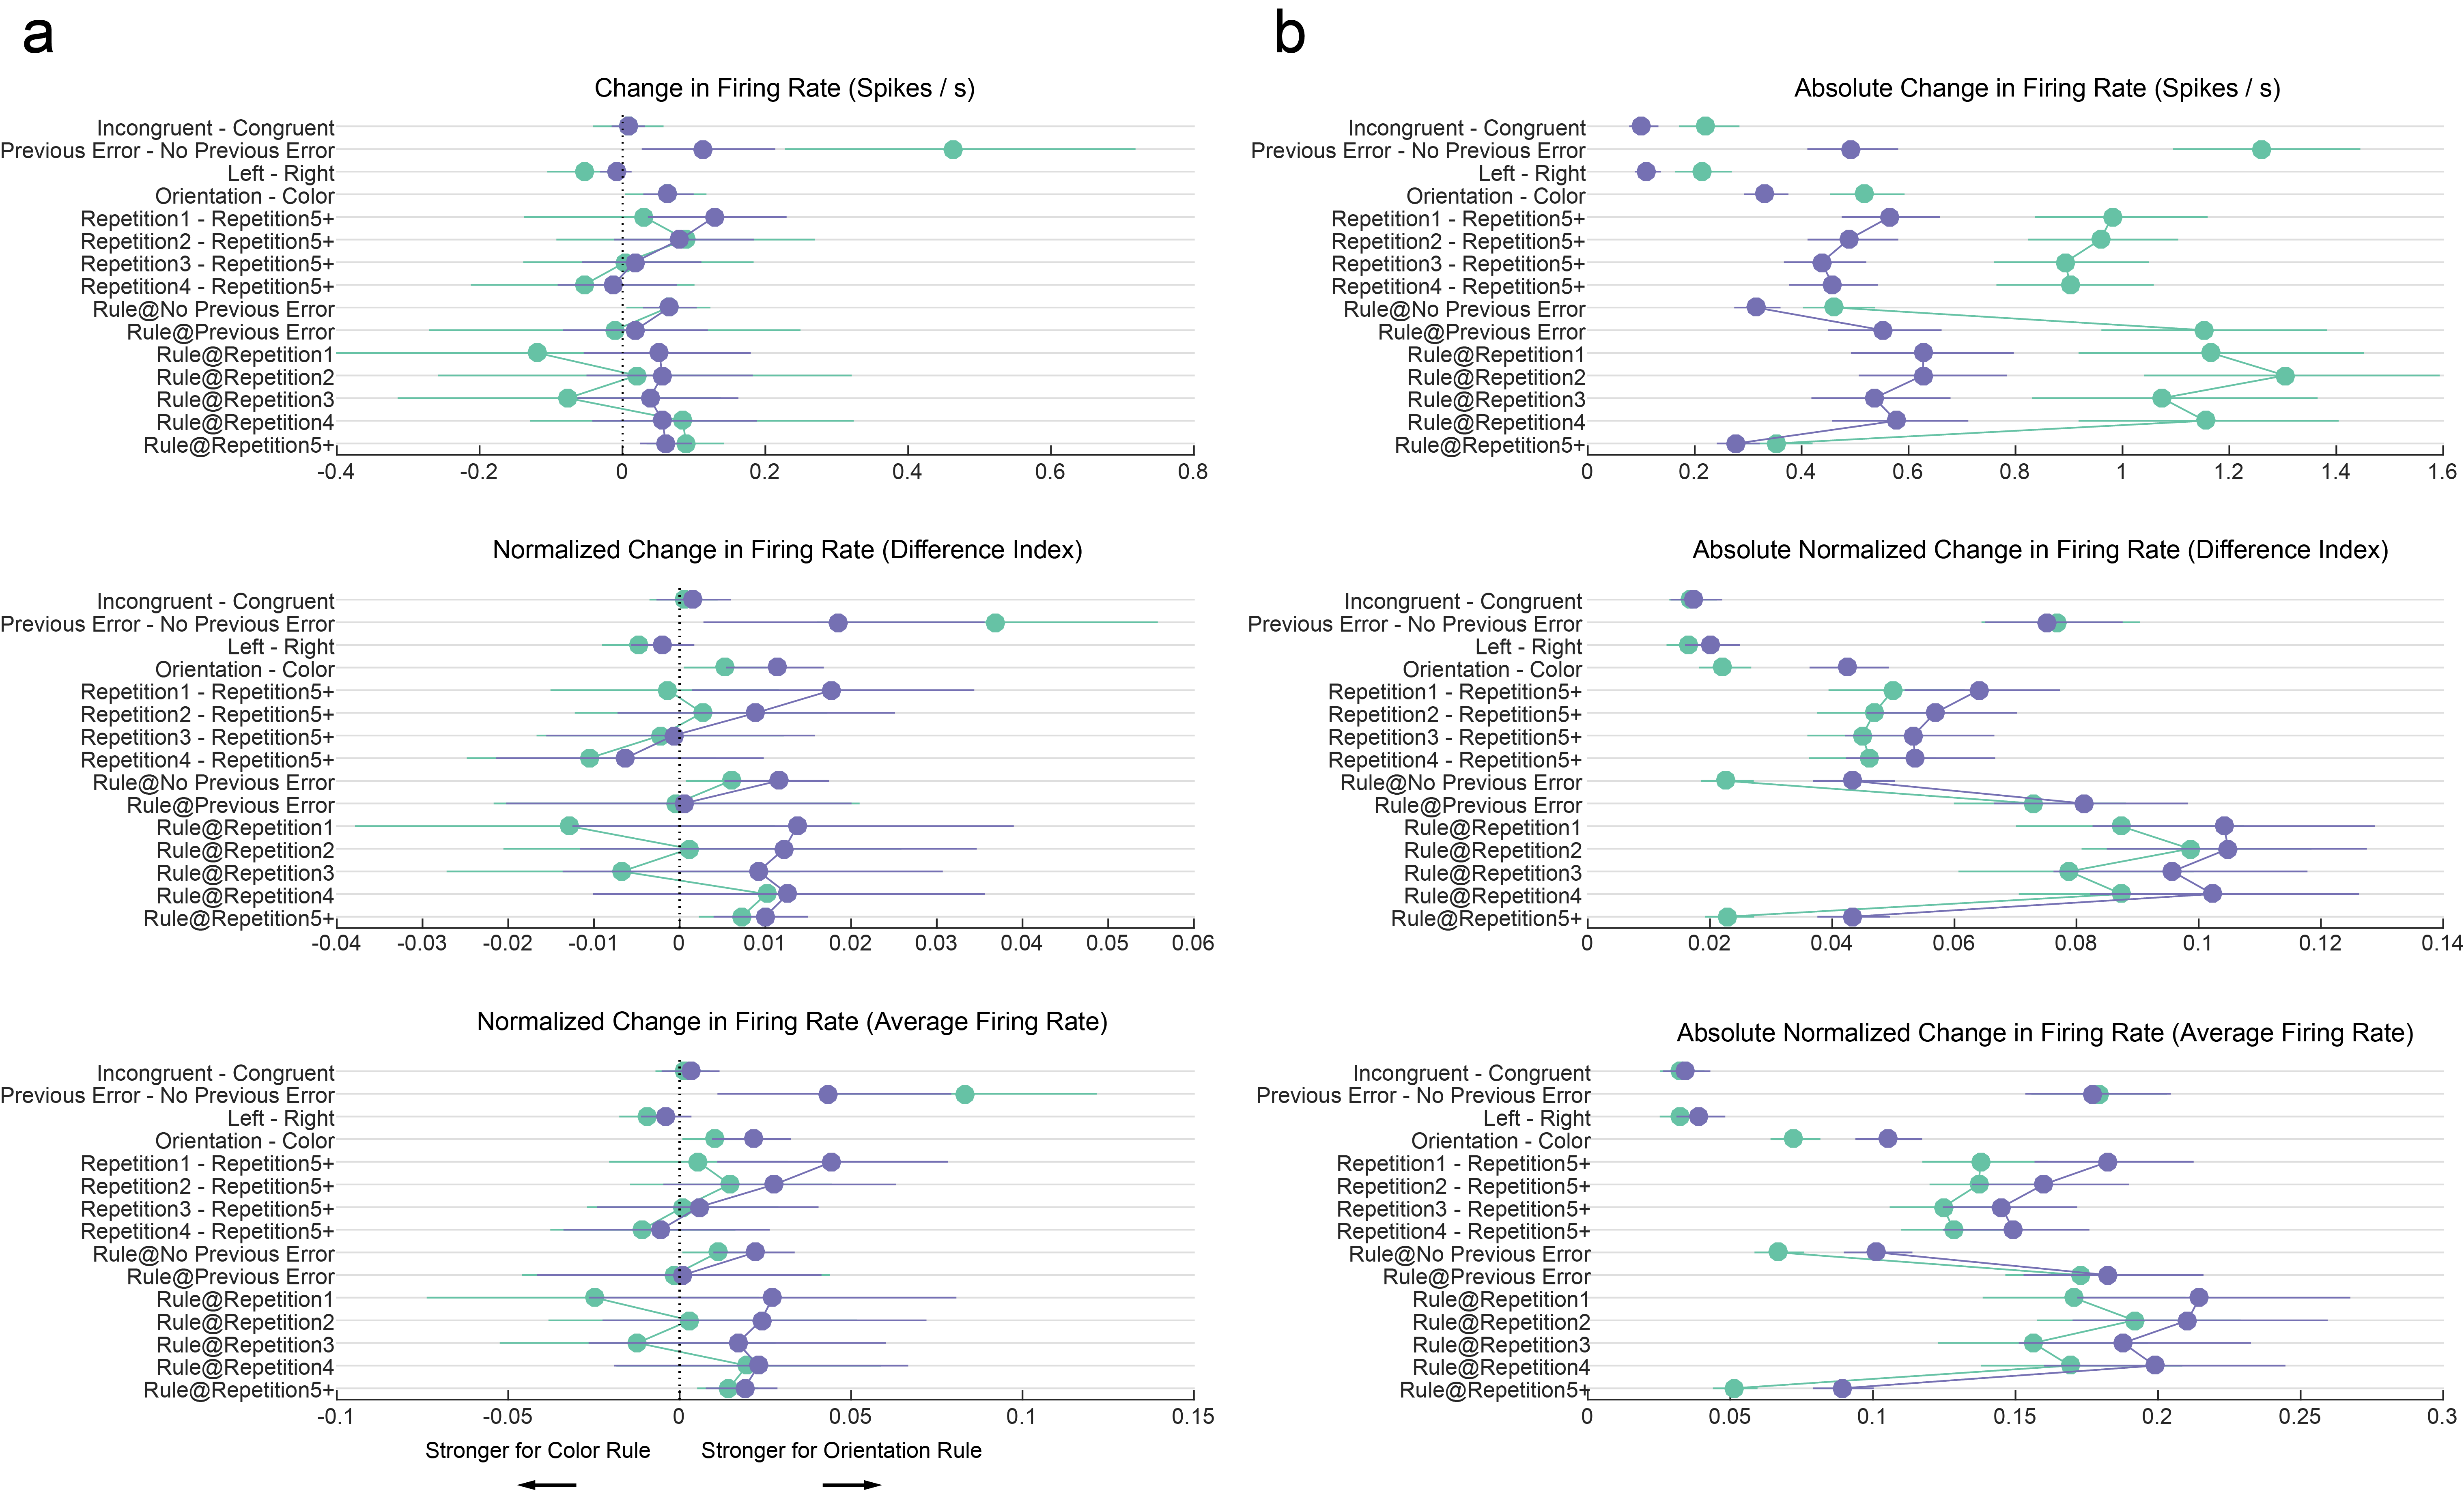 a
Change in Firing Rate (Spikes / s)
Incongruent - Congruent
Previous Error - No Previous Error
Left - Right
Orientation - Color
Repetition1 - Repetition5+
Repetition2 - Repetition5+
Repetition3 - Repetition5+
Repetition4 - Repetition5+
Rule@No Previous Error
Rule@Previous Error
Rule@Repetition1
Rule@Repetition2
Rule@Repetition3
Rule@Repetition4
Rule@Repetition5+
-0.4 -0.2 0 0.2 0.4 0.6 0.8
Normalized Change in Firing Rate (Difference Index)
Incongruent - Congruent
Previous Error - No Previous Error
Left - Right
Orientation - Color
Repetition1 - Repetition5+
Repetition2 - Repetition5+
Repetition3 - Repetition5+
Repetition4 - Repetition5+
Rule@No Previous Error
Rule@Previous Error
Rule@Repetition1
Rule@Repetition2
Rule@Repetition3
Rule@Repetition4
Rule@Repetition5+
-0.04 -0.03 -0.02 -0.01 0 0.01 0.02 0.03 0.04 0.05 0.06
Normalized Change in Firing Rate (Average Firing Rate)
Incongruent - Congruent
Previous Error - No Previous Error
Left - Right
Orientation - Color
Repetition1 - Repetition5+
Repetition2 - Repetition5+
Repetition3 - Repetition5+
Repetition4 - Repetition5+
Rule@No Previous Error
Rule@Previous Error
Rule@Repetition1
Rule@Repetition2
Rule@Repetition3
Rule@Repetition4
Rule@Repetition5+
-0.1 -0.05 0 0.05 0.1 0.15
Stronger for Color Rule Stronger for Orientation Rule
b
Absolute Change in Firing Rate (Spikes / s)
Incongruent - Congruent
Previous Error - No Previous Error
Left - Right
Orientation - Color
Repetition1 - Repetition5+
Repetition2 - Repetition5+
Repetition3 - Repetition5+
Repetition4 - Repetition5+
Rule@No Previous Error
Rule@Previous Error
Rule@Repetition1
Rule@Repetition2
Rule@Repetition3
Rule@Repetition4
Rule@Repetition5+
0 0.2 0.4 0.6 0.8 1 1.2 1.4 1.6
Absolute Normalized Change in Firing Rate (Difference Index)
Incongruent - Congruent
Previous Error - No Previous Error
Left - Right
Orientation - Color
Repetition1 - Repetition5+
Repetition2 - Repetition5+
Repetition3 - Repetition5+
Repetition4 - Repetition5+
Rule@No Previous Error
Rule@Previous Error
Rule@Repetition1
Rule@Repetition2
Rule@Repetition3
Rule@Repetition4
Rule@Repetition5+
0 0.02 0.04 0.06 0.08 0.1 0.12 0.14
Absolute Normalized Change in Firing Rate (Average Firing Rate)
Incongruent - Congruent
Previous Error - No Previous Error
Left - Right
Orientation - Color
Repetition1 - Repetition5+
Repetition2 - Repetition5+
Repetition3 - Repetition5+
Repetition4 - Repetition5+
Rule@No Previous Error
Rule@Previous Error
Rule@Repetition1
Rule@Repetition2
Rule@Repetition3
Rule@Repetition4
Rule@Repetition5+
0 0.05 0.1 0.15 0.2 0.25 0.3